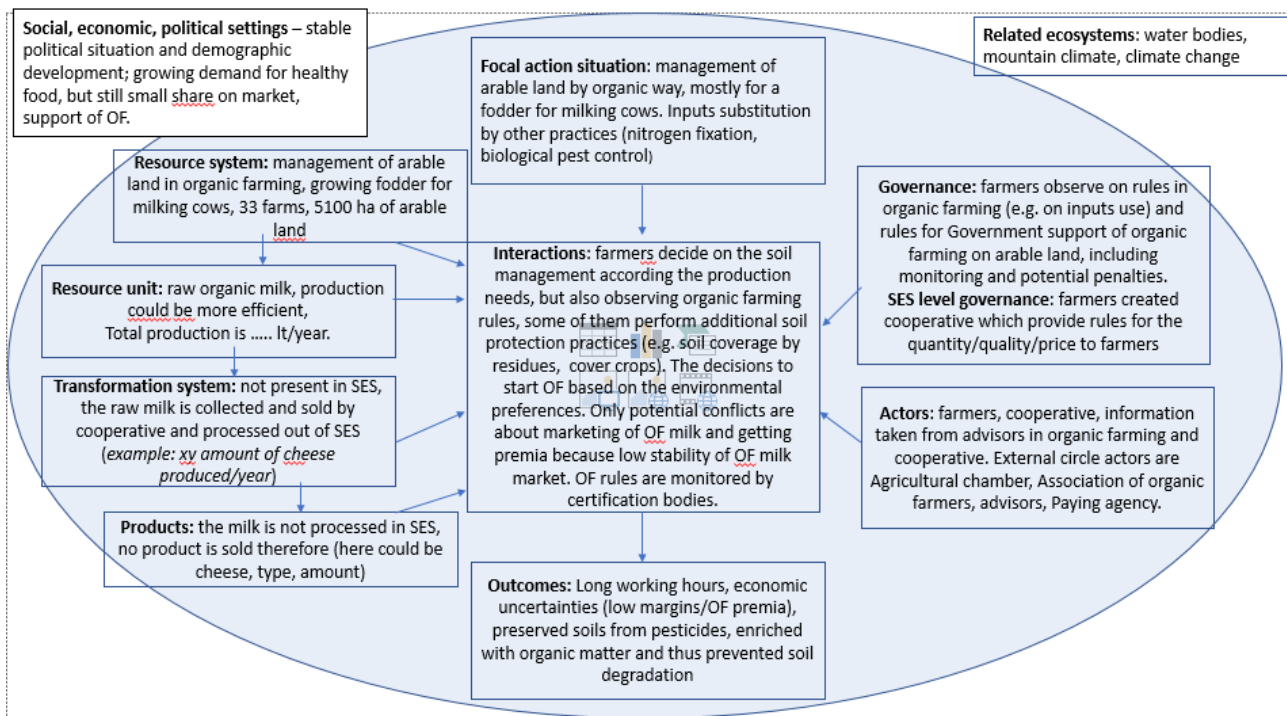 Social, economic, political settings – stable
political situation and demographic
development; growing demand for healthy
food, but still small share on market,
support of OF.
Related ecosystems: water bodies,
mountain climate, climate change
Focal action situation: management of
arable land by organic way, mostly for a
fodder for milking cows. Inputs substitution
by other practices (nitrogen fixation,
biological pest control)
Resource system: management of arable
land in organic farming, growing fodder for
milking cows, 33 farms, 5100 ha of arable
land
Resource unit: raw organic milk, production
could be more efficient,
Total production is ..... lt/year.
Transformation system: not present in SES,
the raw milk is collected and sold by
cooperative and processed out of SES
(example: xy amount of cheese
produced/year)
Products: the milk is not processed in SES,
no product is sold therefore (here could be
cheese, type, amount)
Interactions: farmers decide on the soil
management according the production
needs, but also observing organic farming
rules, some of them perform additional soil
protection practices (e.g. soil coverage by
residues, cover crops). The decisions to
start OF based on the environmental
preferences. Only potential conflicts are
about marketing of OF milk and getting
premia because low stability of OF milk
market. OF rules are monitored by
certification bodies.
Governance: farmers observe on rules in
organic farming (e.g. on inputs use) and
rules for Government support of organic
farming on arable land, including
monitoring and potential penalties.
SES level governance: farmers created
cooperative which provide rules for the
quantity/quality/price to farmers
Actors: farmers, cooperative, information
taken from advisors in organic farming and
cooperative. External circle actors are
Agricultural chamber, Association of organic
farmers, advisors, Paying agency.
Outcomes: Long working hours, economic
uncertainties (low margins/OF premia),
preserved soils from pesticides, enriched
with organic matter and thus prevented soil
degradation